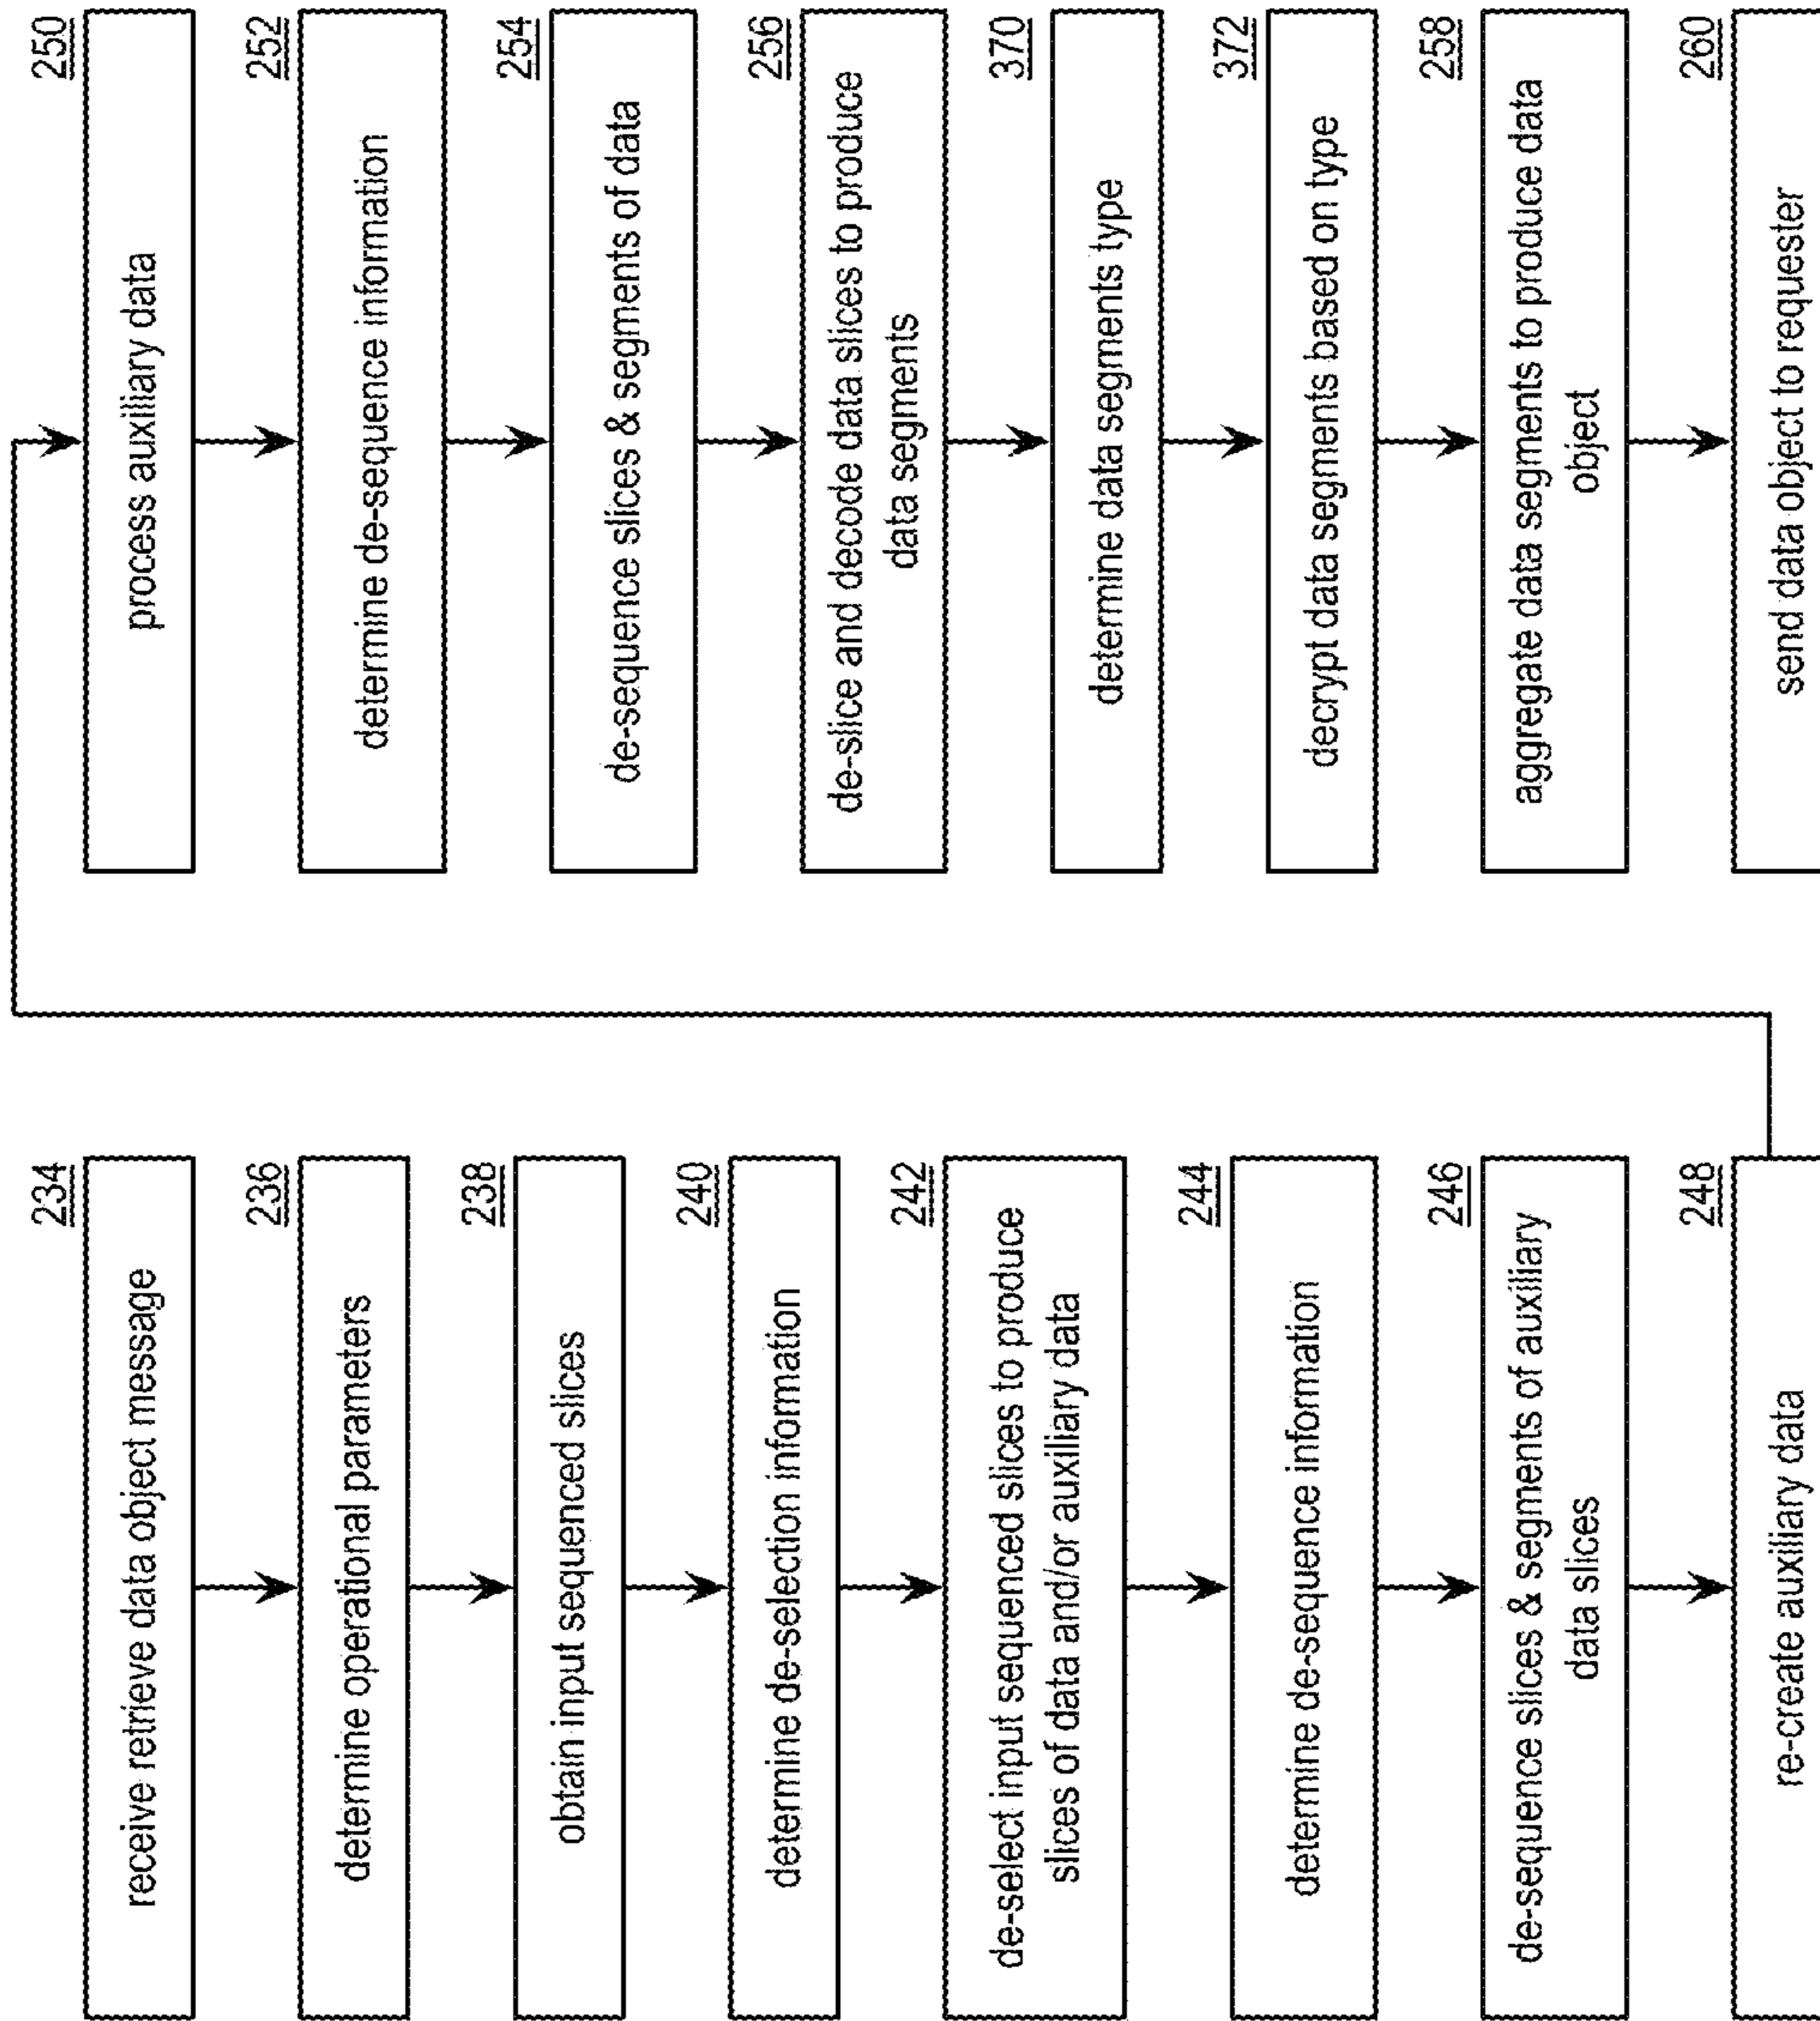 234
receive retrieve data object message
236
determine operational parameters
238
obtain input sequenced slices
240
determine de-selection information
242
de-select input sequenced slices to produce
slices of data and/or auxiliary data
244
determine de-sequence information
246
de-sequence slices & segments of auxiliary
data slices
248
re-create auxiliary data
250
process auxiliary data
252
determine de-sequence information
254
de-sequence slices & segments of data
256
de-slice and decode data slices to produce
data segments
370
determine data segments type
372
decrypt data segments based on type
258
aggregate data segments to produce data
object
260
send data object to requester